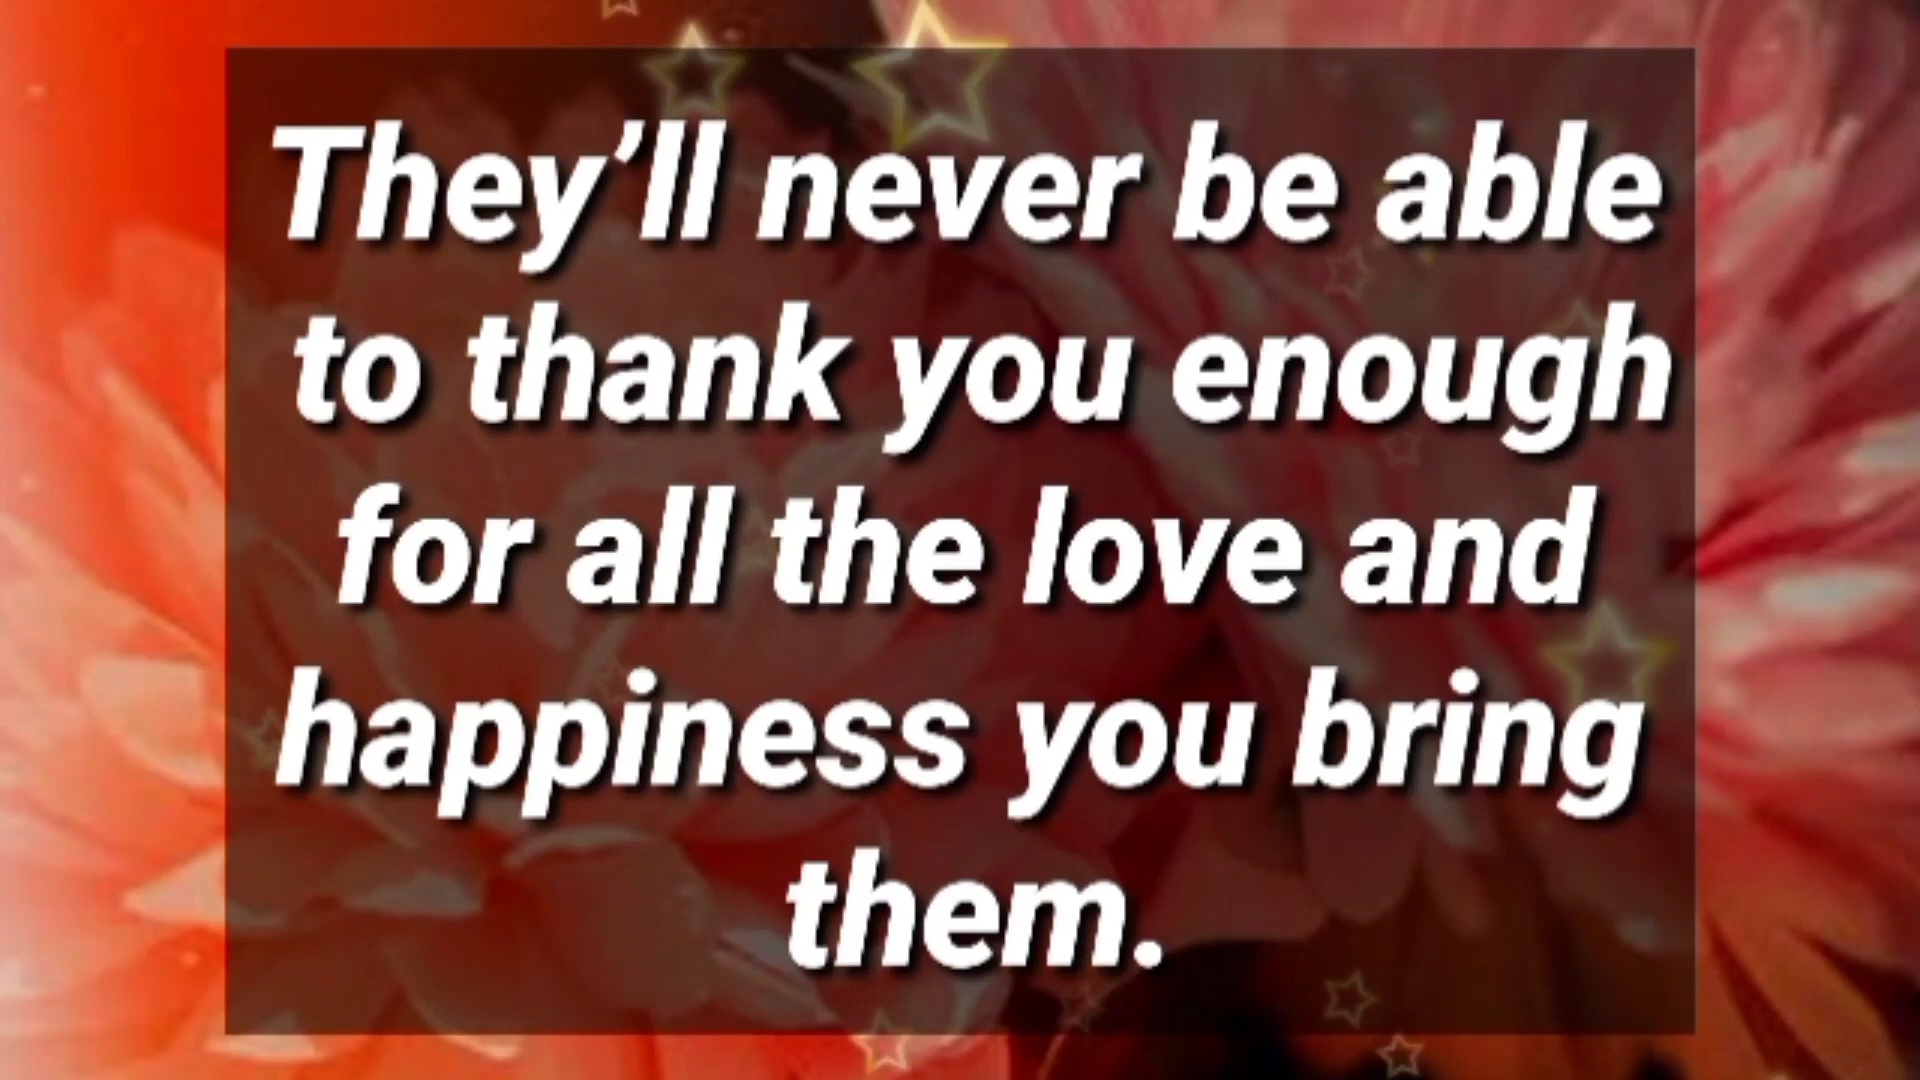 They’ll never be able
to thank you enough
for all the love and
happiness you bring
them.